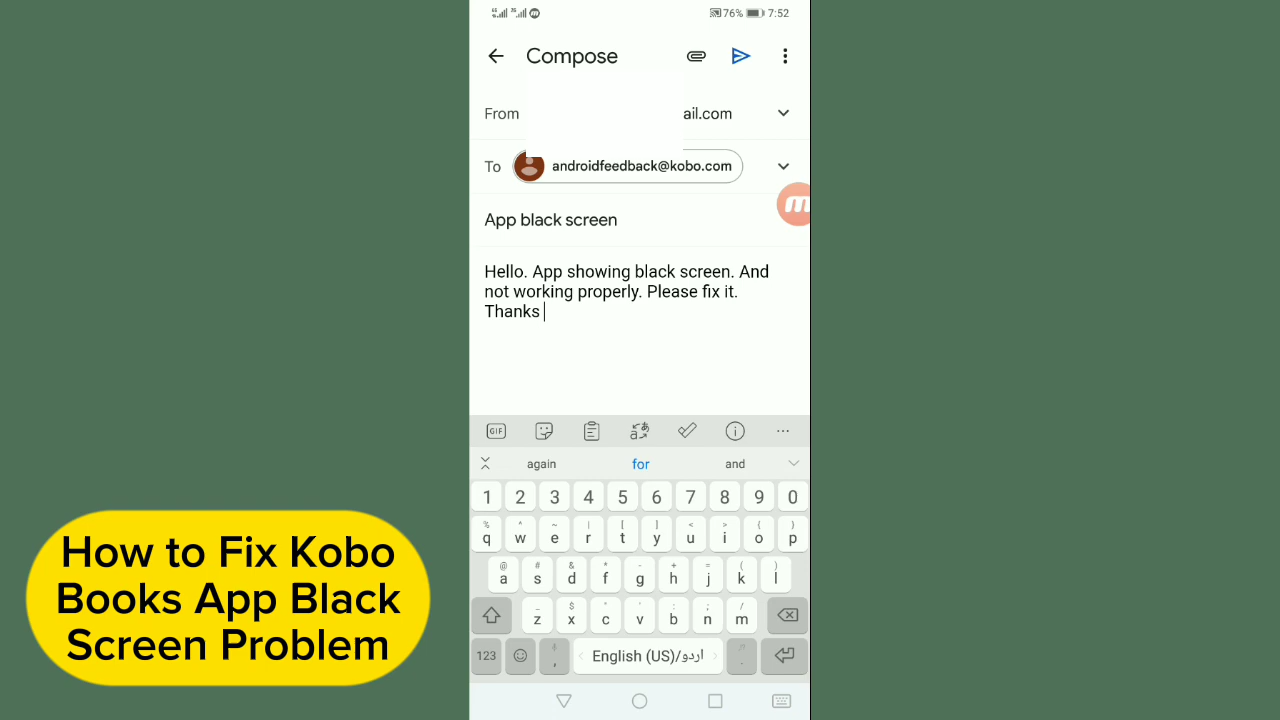 76% 7:52
Compose
From ail.com
To androidfeedback@kobo.com
App black screen
Hello. App showing black screen. And
not working properly. Please fix it.
Thanks
GIF
again for and
1 2 3 4 5 6 7 8 9 0
% ^ ~ | [ ] < > { }
q w e r t y u i o p
@ # & * - + = ( )
a s d f g h j k l
_ $ " ' : ; /
z x c v b n m
123 , English (US)/اردو .
How to Fix Kobo
Books App Black
Screen Problem